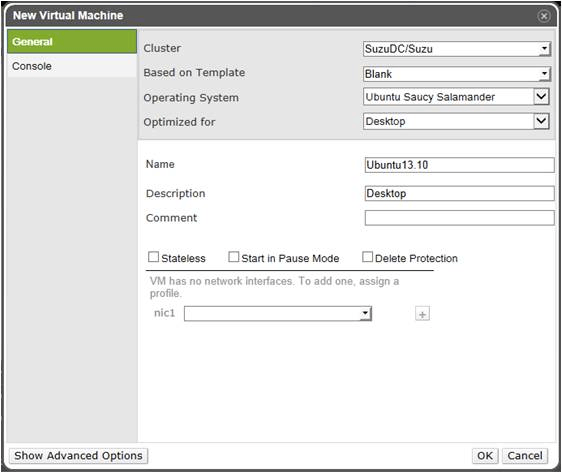 New Virtual Machine
General
Console
Cluster SuzuDC/Suzu
Based on Template Blank
Operating System Ubuntu Saucy Salamander
Optimized for Desktop
Name Ubuntu13.10
Description Desktop
Comment
Stateless Start in Pause Mode Delete Protection
VM has no network interfaces. To add one, assign a
profile.
nic1 +
Show Advanced Options OK Cancel